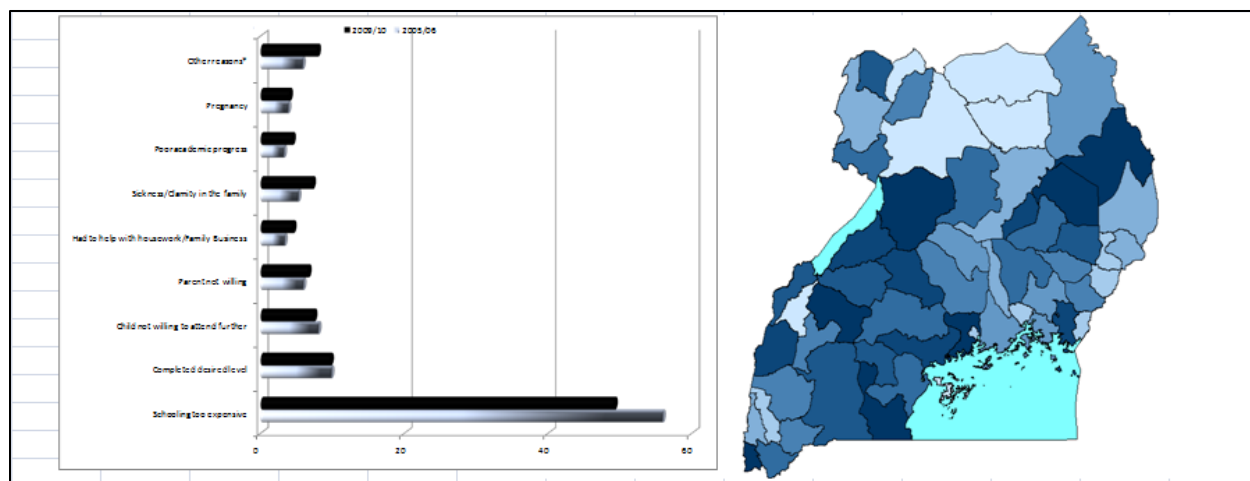 2009/10 2005/06
Other reasons*
Pregnancy
Poor academic progress
Sickness/Clamity in the family
Had to help with housework/Family Business
Parent not willing
Child not willing to attend further
Completed desired level
Schooling too expensive
0 20 40 60